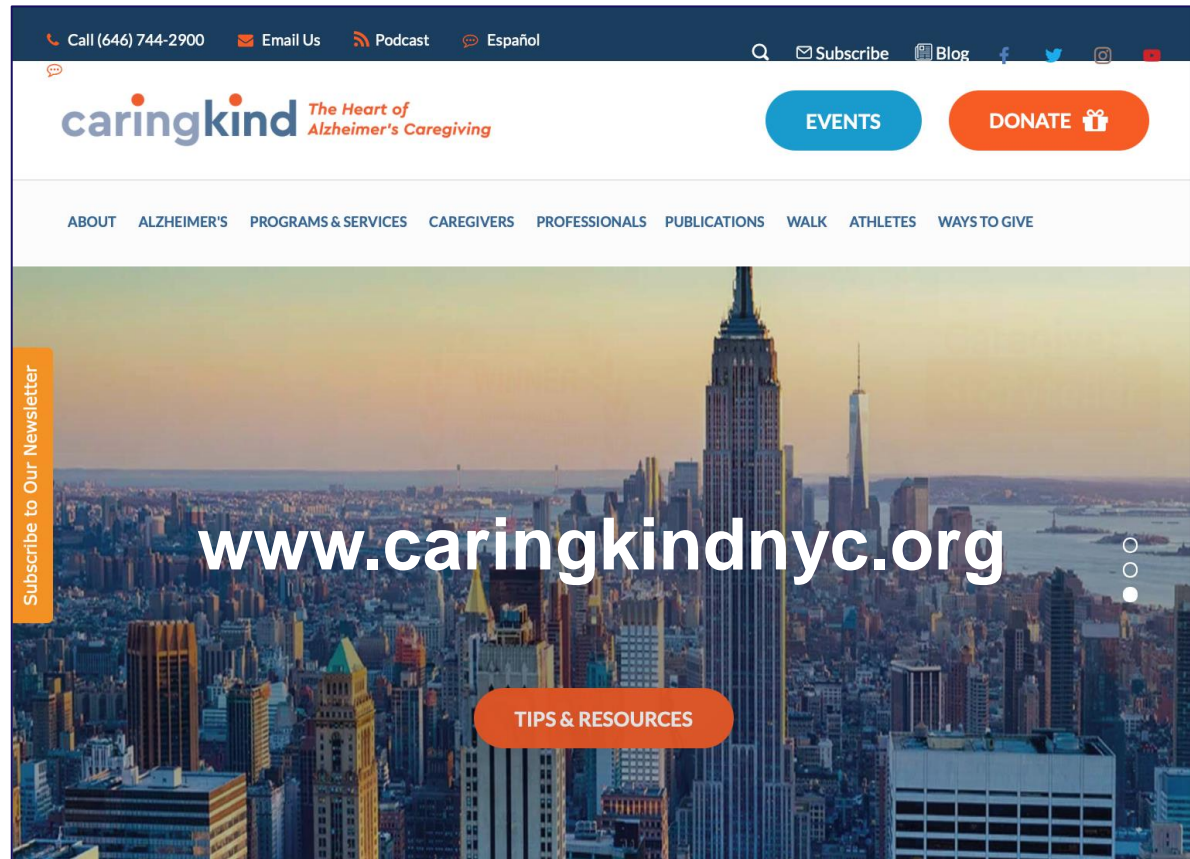 Call (646) 744-2900 Email Us Podcast Español
Subscribe Blog
caringkind The Heart of
Alzheimer's Caregiving
EVENTS DONATE
ABOUT ALZHEIMER'S PROGRAMS & SERVICES CAREGIVERS PROFESSIONALS PUBLICATIONS WALK ATHLETES WAYS TO GIVE
Subscribe to Our Newsletter
www.caringkindnyc.org
TIPS & RESOURCES